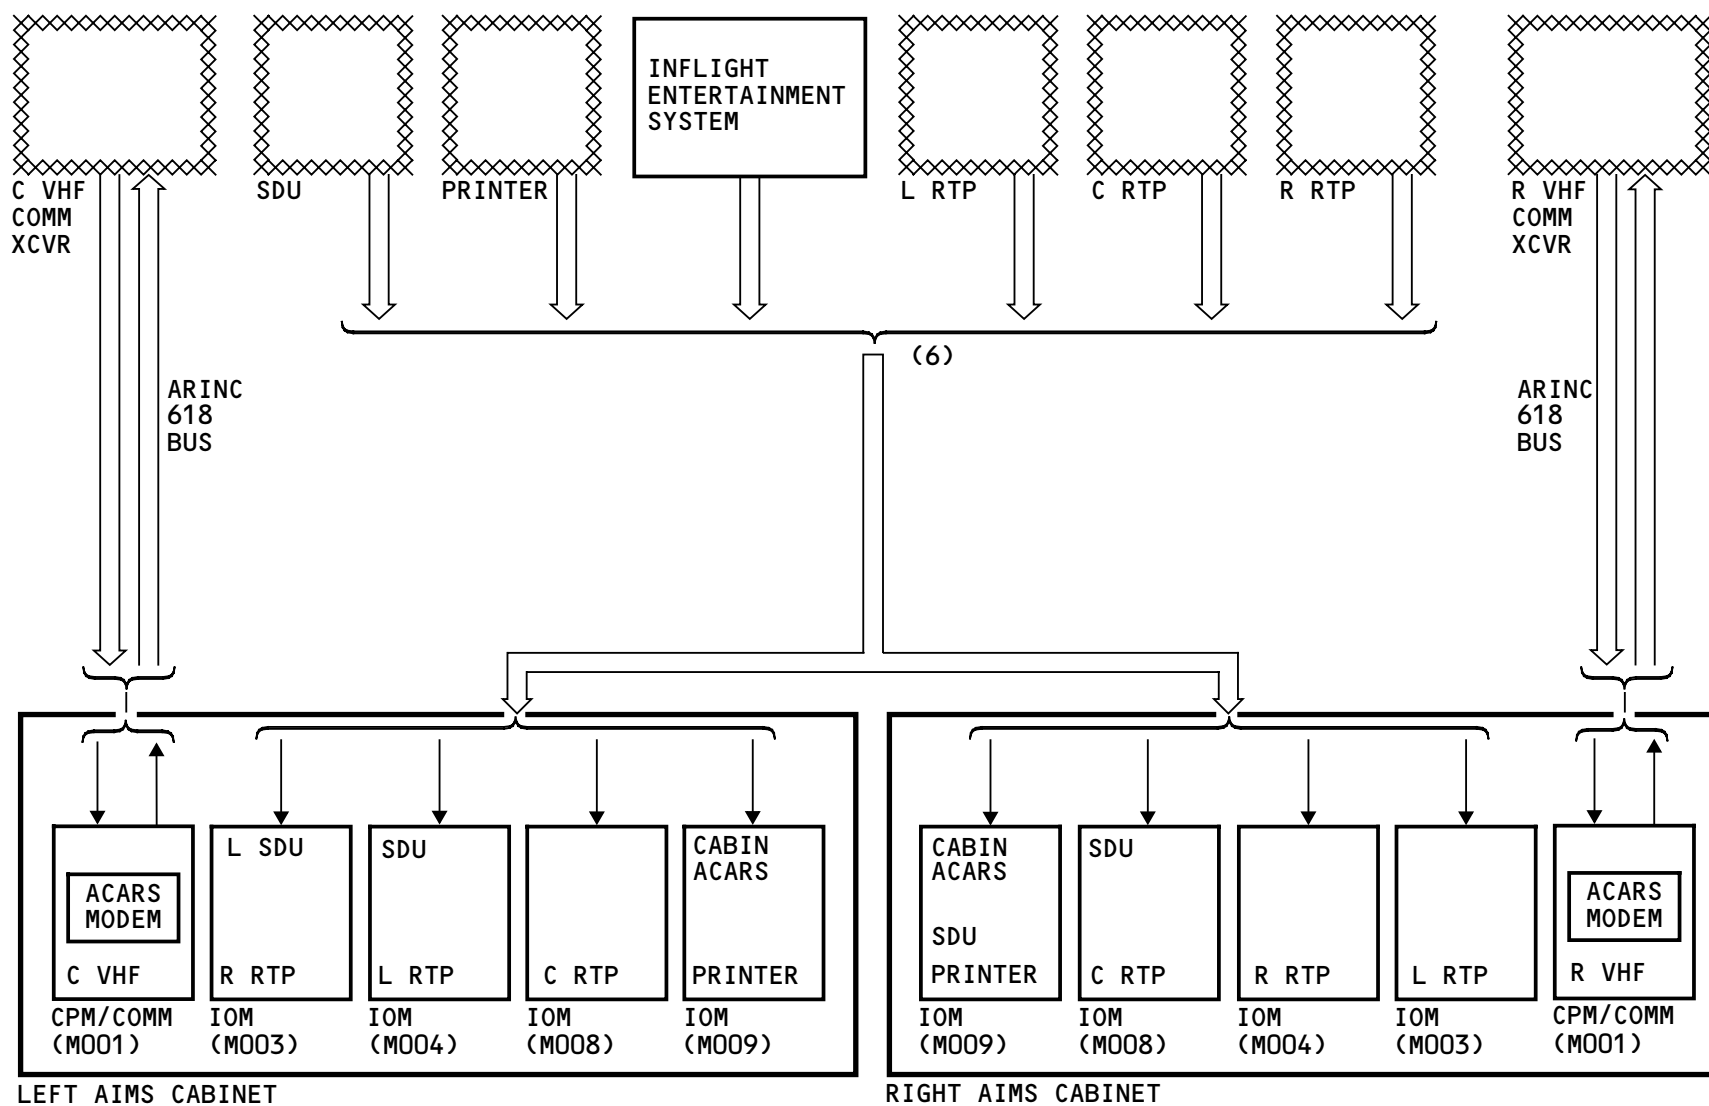 INFLIGHT
ENTERTAINMENT
SYSTEM
C VHF
COMM
XCVR
SDU
PRINTER
L RTP
C RTP
R RTP
R VHF
COMM
XCVR
(6)
ARINC
618
BUS
ARINC
618
BUS
ACARS
MODEM
C VHF
CPM/COMM
(M001)
L SDU
R RTP
IOM
(M003)
SDU
L RTP
IOM
(M004)
C RTP
IOM
(M008)
CABIN
ACARS
PRINTER
IOM
(M009)
LEFT AIMS CABINET
CABIN
ACARS
SDU
PRINTER
IOM
(M009)
SDU
C RTP
IOM
(M008)
R RTP
IOM
(M004)
L RTP
IOM
(M003)
ACARS
MODEM
R VHF
CPM/COMM
(M001)
RIGHT AIMS CABINET